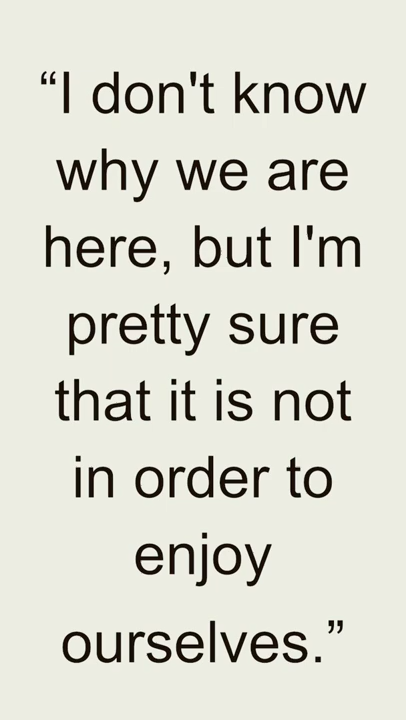 “I don't know
why we are
here, but I'm
pretty sure
that it is not
in order to
enjoy
ourselves.”